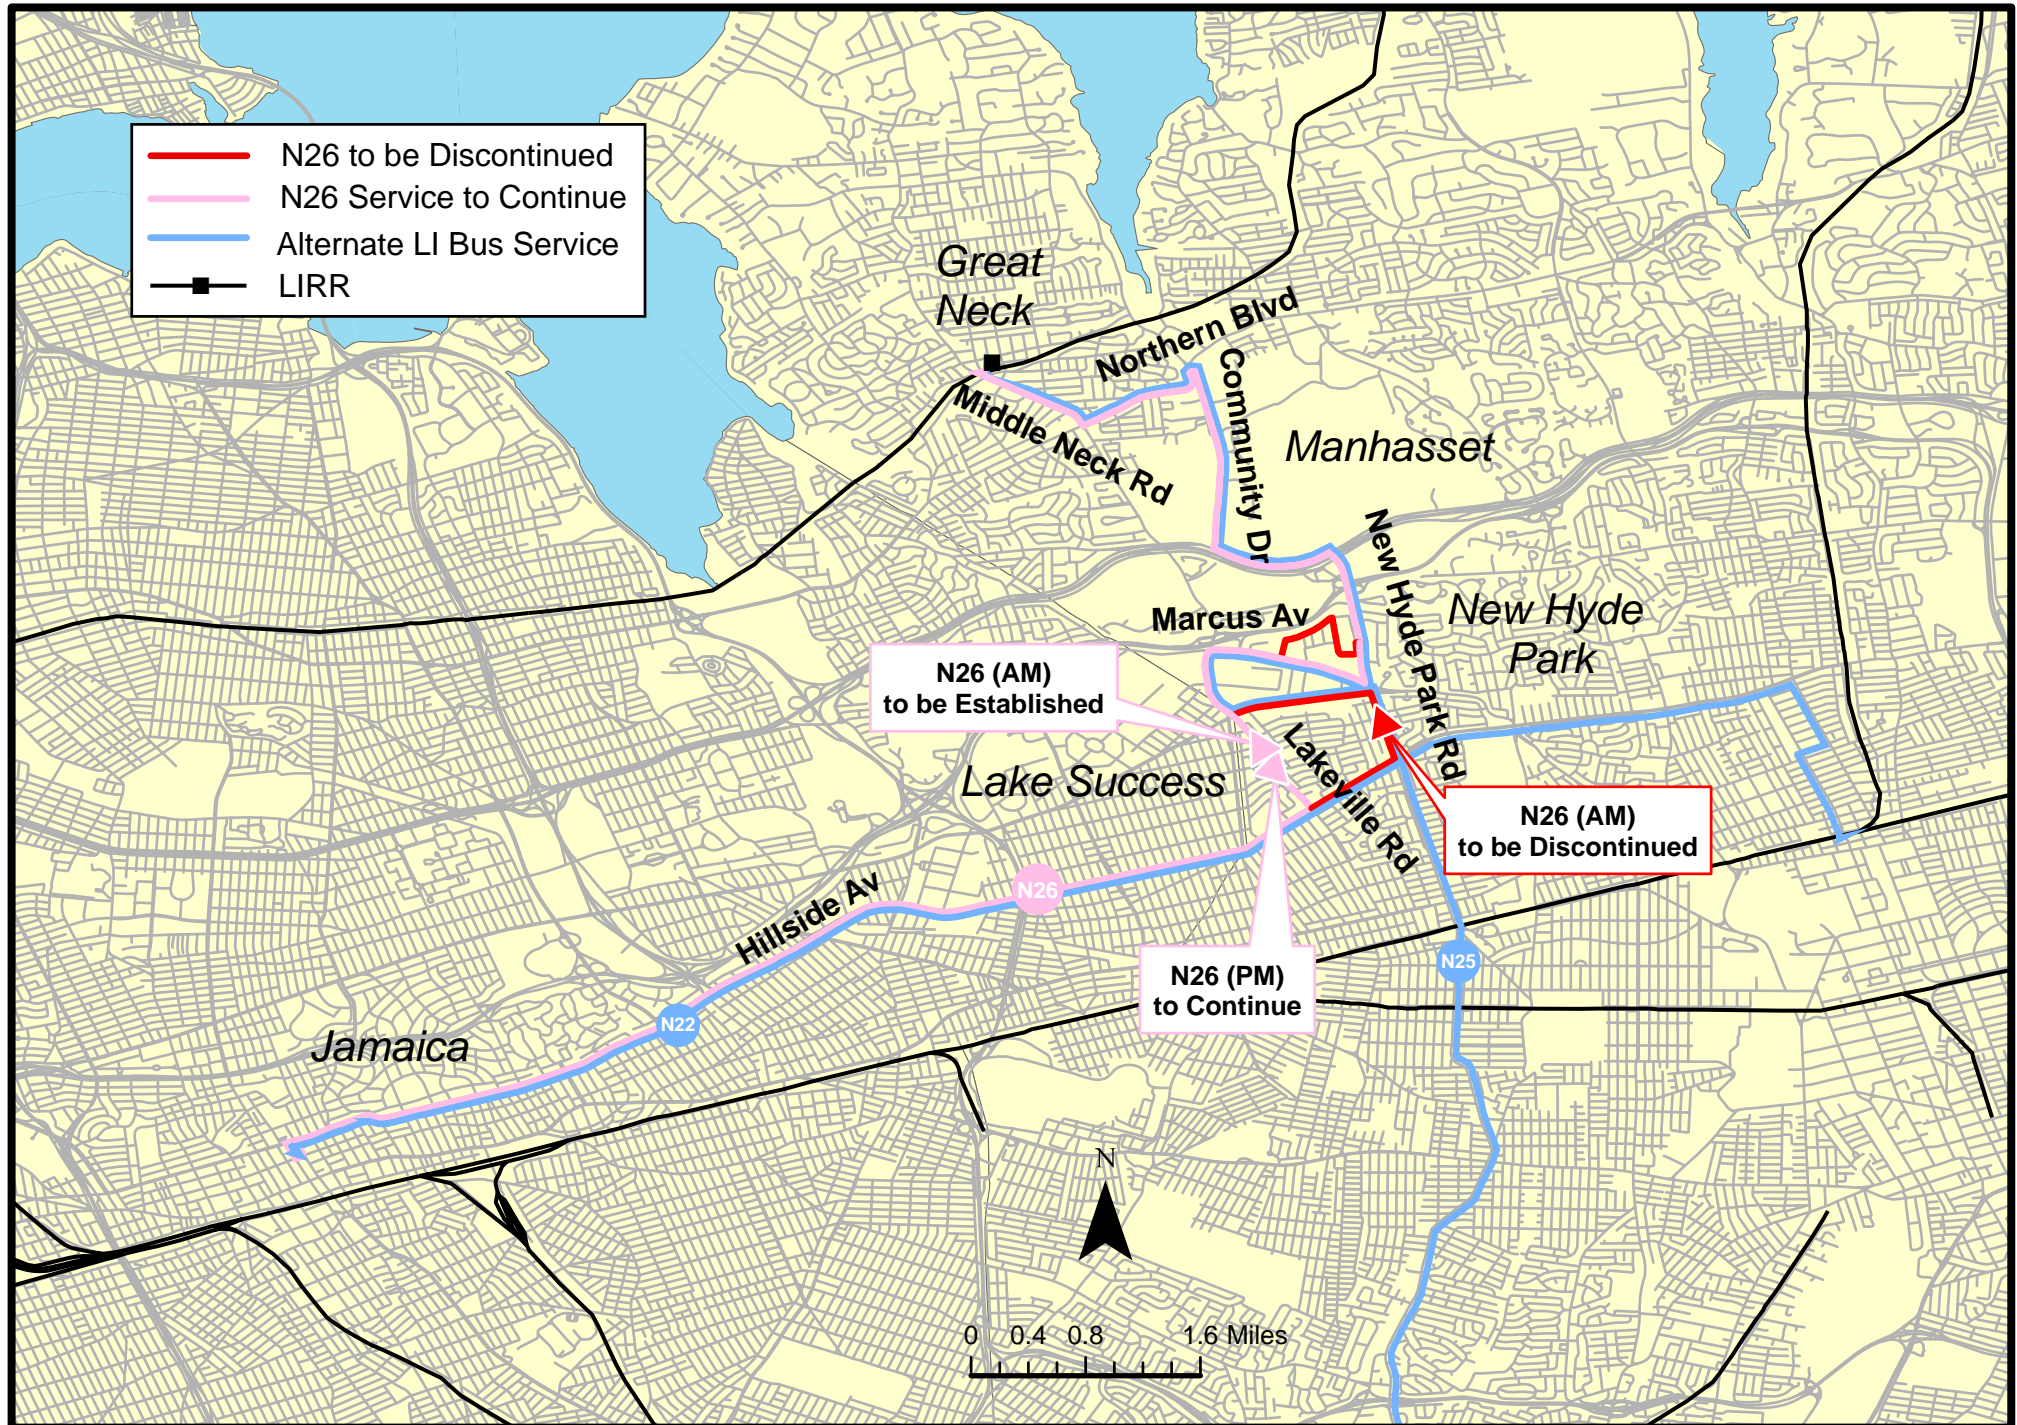 N26 to be Discontinued
N26 Service to Continue
Alternate LI Bus Service
LIRR
Great
Neck
Northern Blvd
Community Dr
Middle Neck Rd
Manhasset
New Hyde Park Rd
Marcus Av
New Hyde
Park
N26 (AM)
to be Established
Lakeville Rd
Lake Success
N26 (AM)
to be Discontinued
Hillside Av
N26
N25
N26 (PM)
to Continue
N22
Jamaica
N
0 0.4 0.8 1.6 Miles